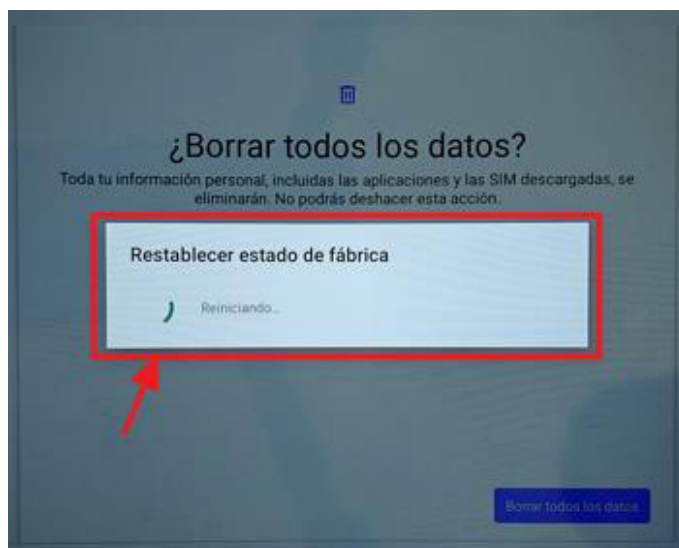 ¿Borrar todos los datos?
Toda tu información personal, incluidas las aplicaciones y las SIM descargadas, se
eliminarán. No podrás deshacer esta acción.
Restablecer estado de fábrica
Reiniciando...
Borrar todos los datos